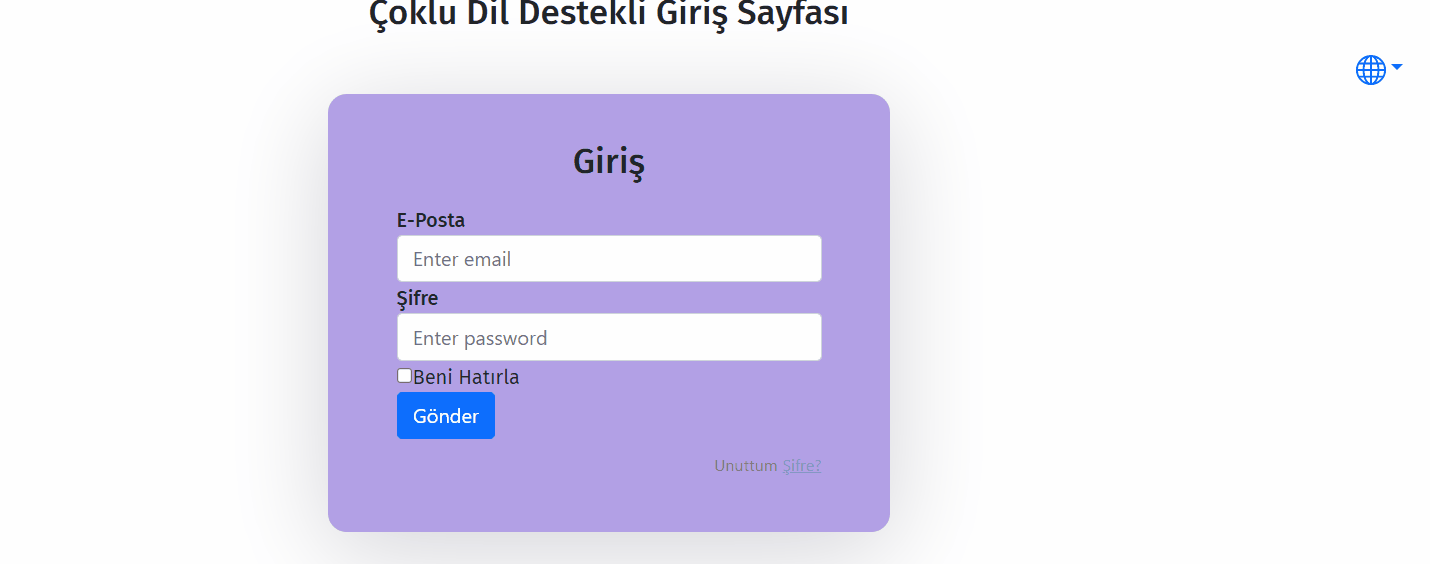 Çoklu Dil Destekli Giriş Sayfası
Giriş
E-Posta
Enter email
Şifre
Enter password
Beni Hatırla
Gönder
Unuttum Şifre?